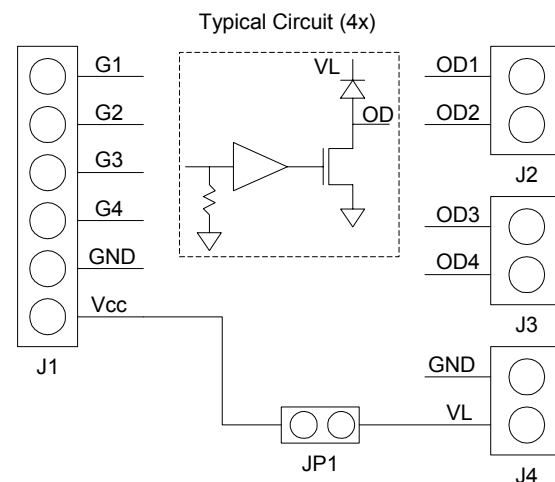 Typical Circuit (4x)
G1
G2
G3
G4
GND
Vcc
J1
VL
OD
OD1
OD2
J2
OD3
OD4
J3
GND
VL
J4
JP1